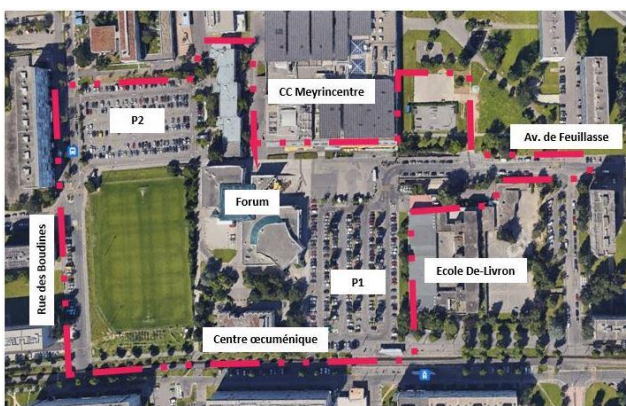 CC Meyrincentre
P2
Av. de Feuillasse
Forum
Rue des Boudines
Ecole De-Livron
P1
Centre œcuménique